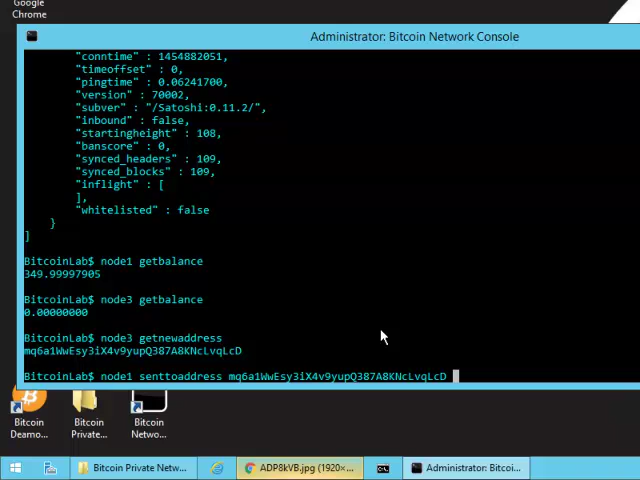 Google
Chrome
Administrator: Bitcoin Network Console
"conntime" : 1454882051,
"timeoffset" : 0,
"pingtime" : 0.06241700,
"version" : 70002,
"subver" : "/Satoshi:0.11.2/",
"inbound" : false,
"startingheight" : 108,
"banscore" : 0,
"synced_headers" : 109,
"synced_blocks" : 109,
"inflight" : [
],
"whitelisted" : false
}
]
BitcoinLab$ node1 getbalance
349.99997905
BitcoinLab$ node3 getbalance
0.00000000
BitcoinLab$ node3 getnewaddress
mq6a1WwEsy3iX4v9yupQ387A8KNcLvqLcD
BitcoinLab$ node1 senttoaddress mq6a1WwEsy3iX4v9yupQ387A8KNcLvqLcD
Bitcoin
Deamo...
Bitcoin
Private...
Bitcoin
Netwo...
Bitcoin Private Netw...
ADP8kVB.jpg (1920×...
Administrator: Bitcoi...